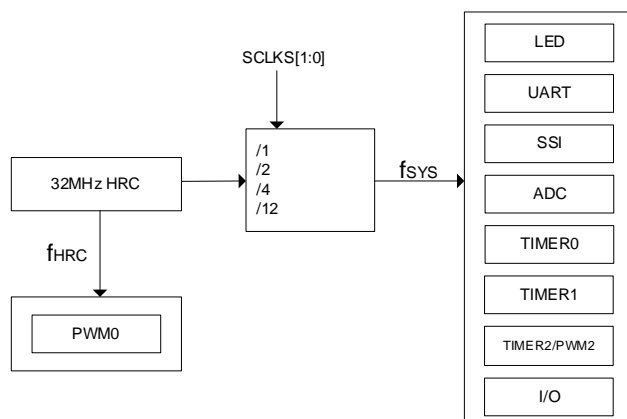 SCLKS[1:0]
32MHz HRC
/1
/2
/4
/12
fSYS
fHRC
PWM0
LED
UART
SSI
ADC
TIMER0
TIMER1
TIMER2/PWM2
I/O